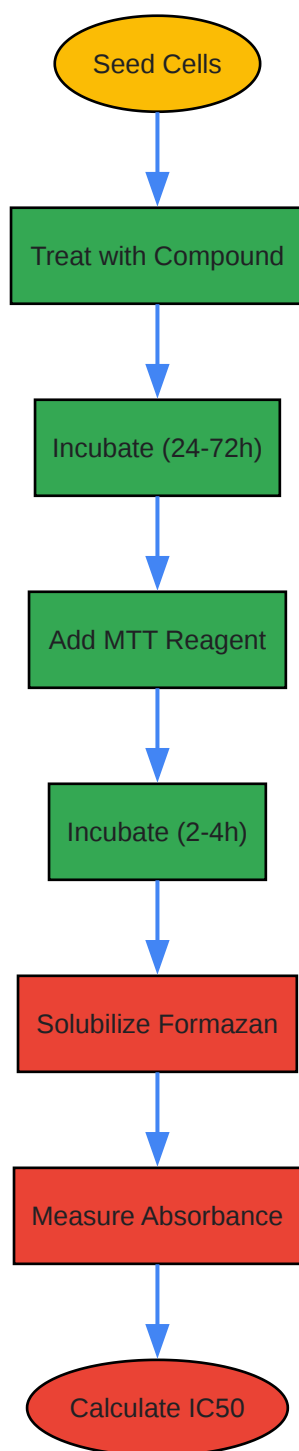 Seed Cells
Treat with Compound
Incubate (24-72h)
Add MTT Reagent
Incubate (2-4h)
Solubilize Formazan
Measure Absorbance
Calculate IC50